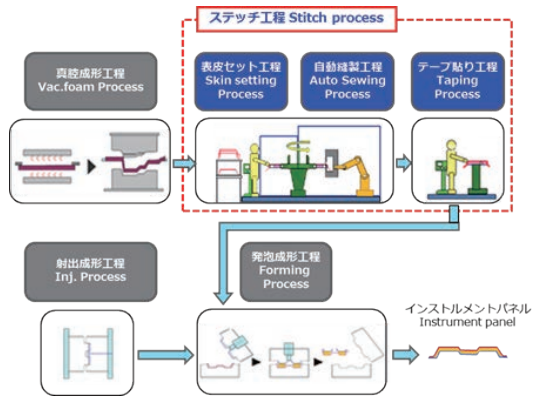 ステッチ工程 Stitch process
真腔成形工程
Vac.foam Process
表皮セット工程
Skin setting
Process
自動縫製工程
Auto Sewing
Process
テープ貼り工程
Taping
Process
射出成形工程
Inj. Process
発泡成形工程
Forming
Process
インストルメントパネル
Instrument panel